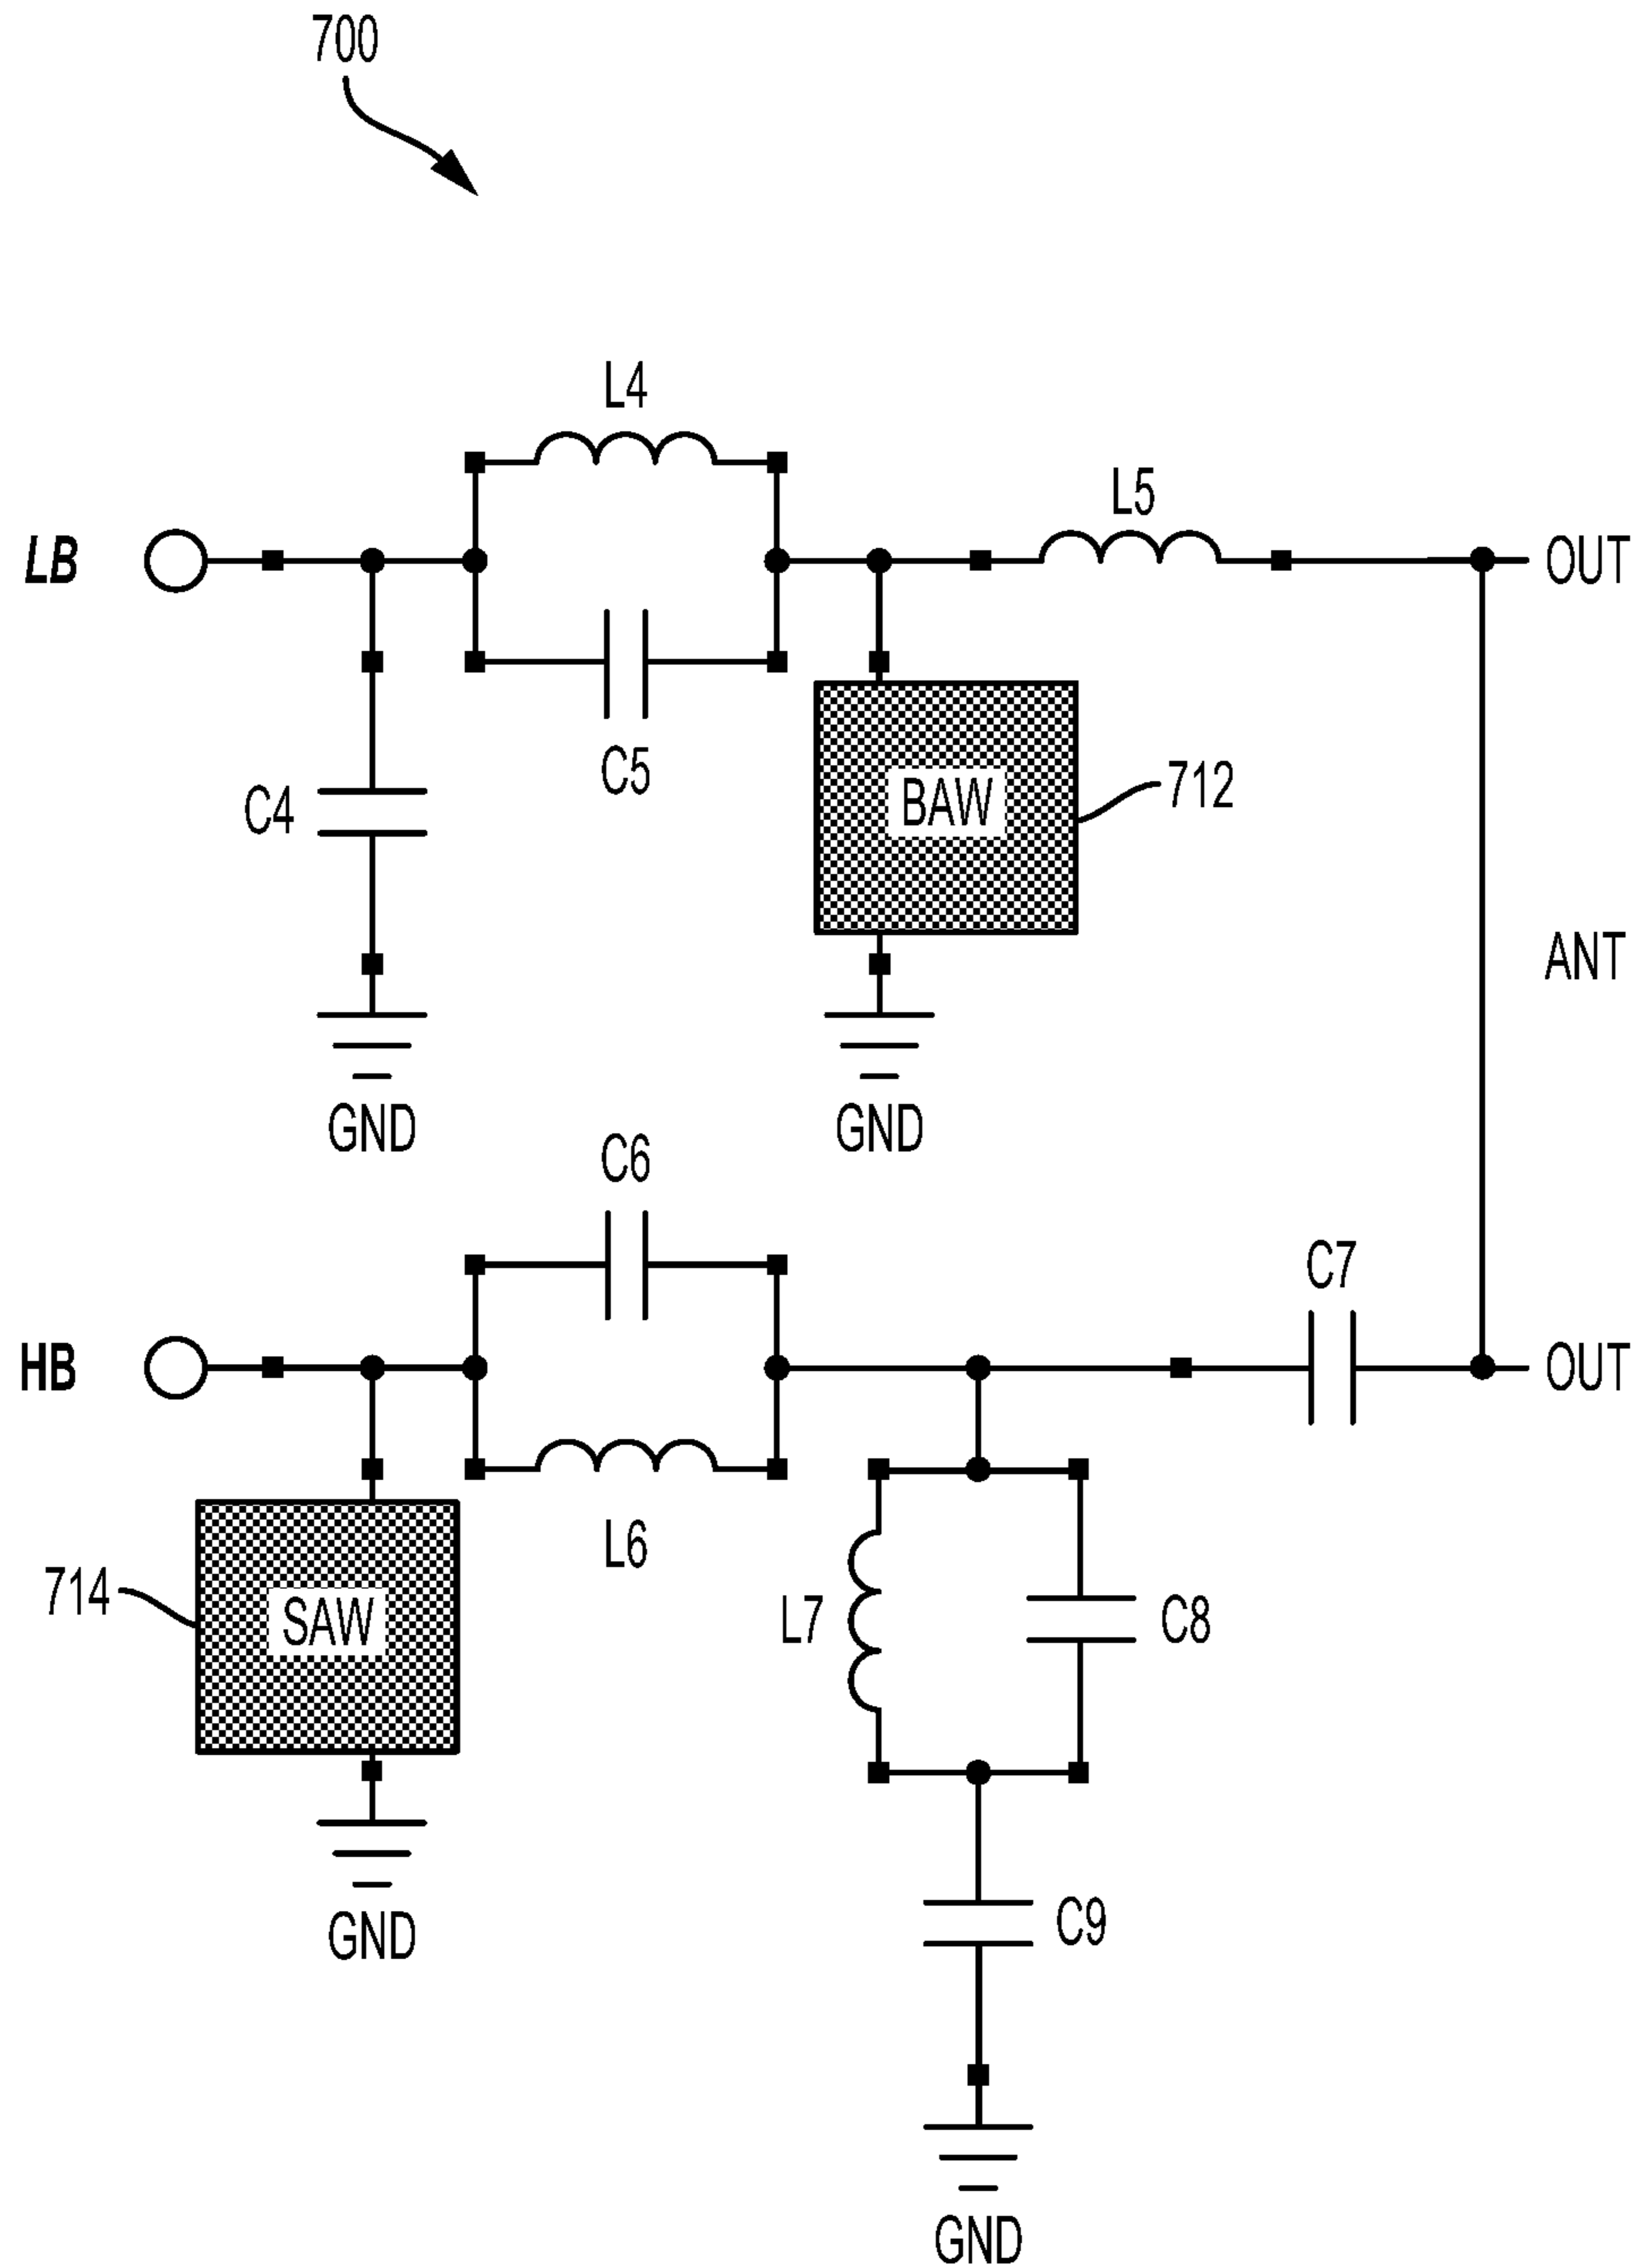 700
L4
L5
LB
OUT
C5
C4
BAW
712
ANT
GND
GND
C6
C7
HB
OUT
L6
714
SAW
L7
C8
GND
C9
GND